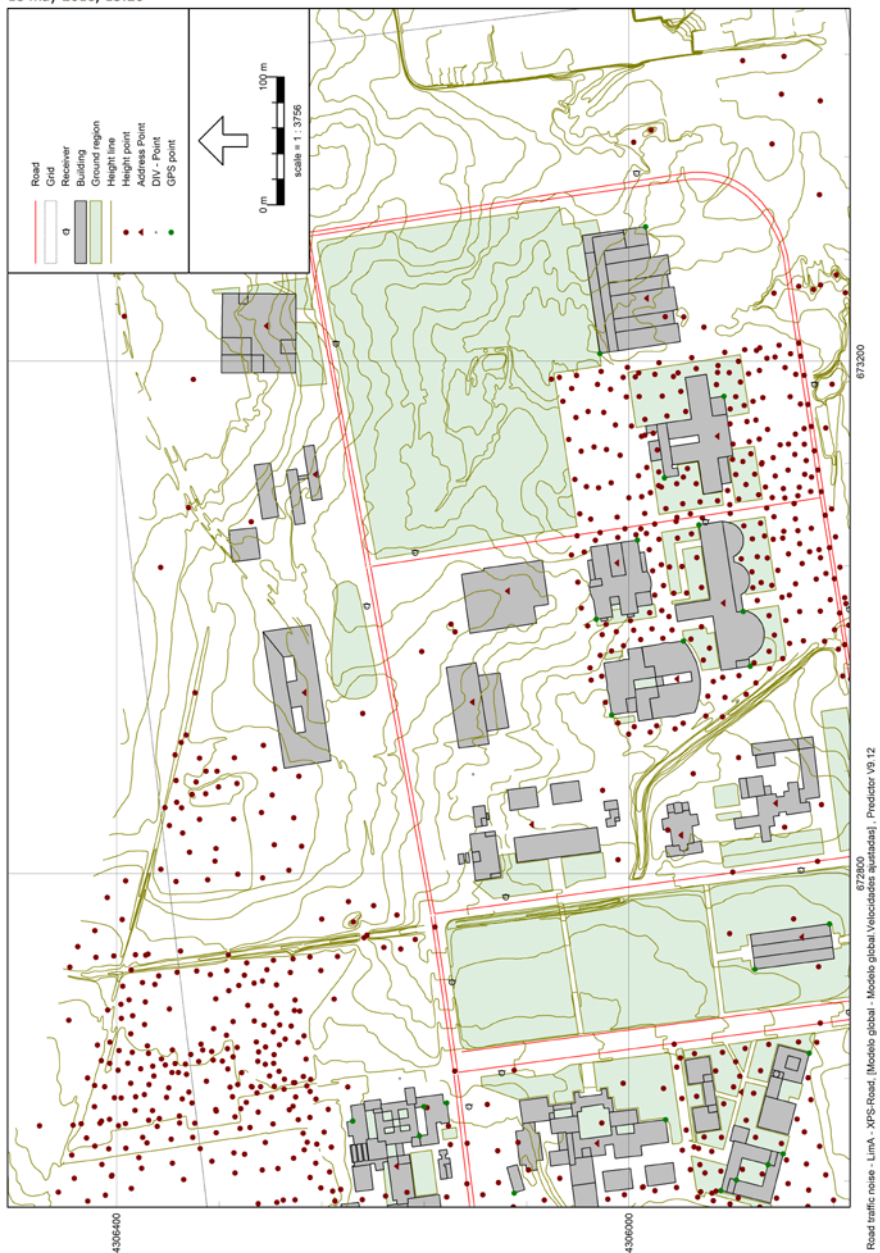 Road
Grid
Receiver
Building
Ground region
Height line
Height point
Address Point
DIV - Point
GPS point
0 m
100 m
scale = 1 : 3756
673200
672800
4306400
4306000
Road traffic noise - LimA - XPS-Road, [Modelo global - Modelo global.Velocidades ajustadas] , Predictor V9.12